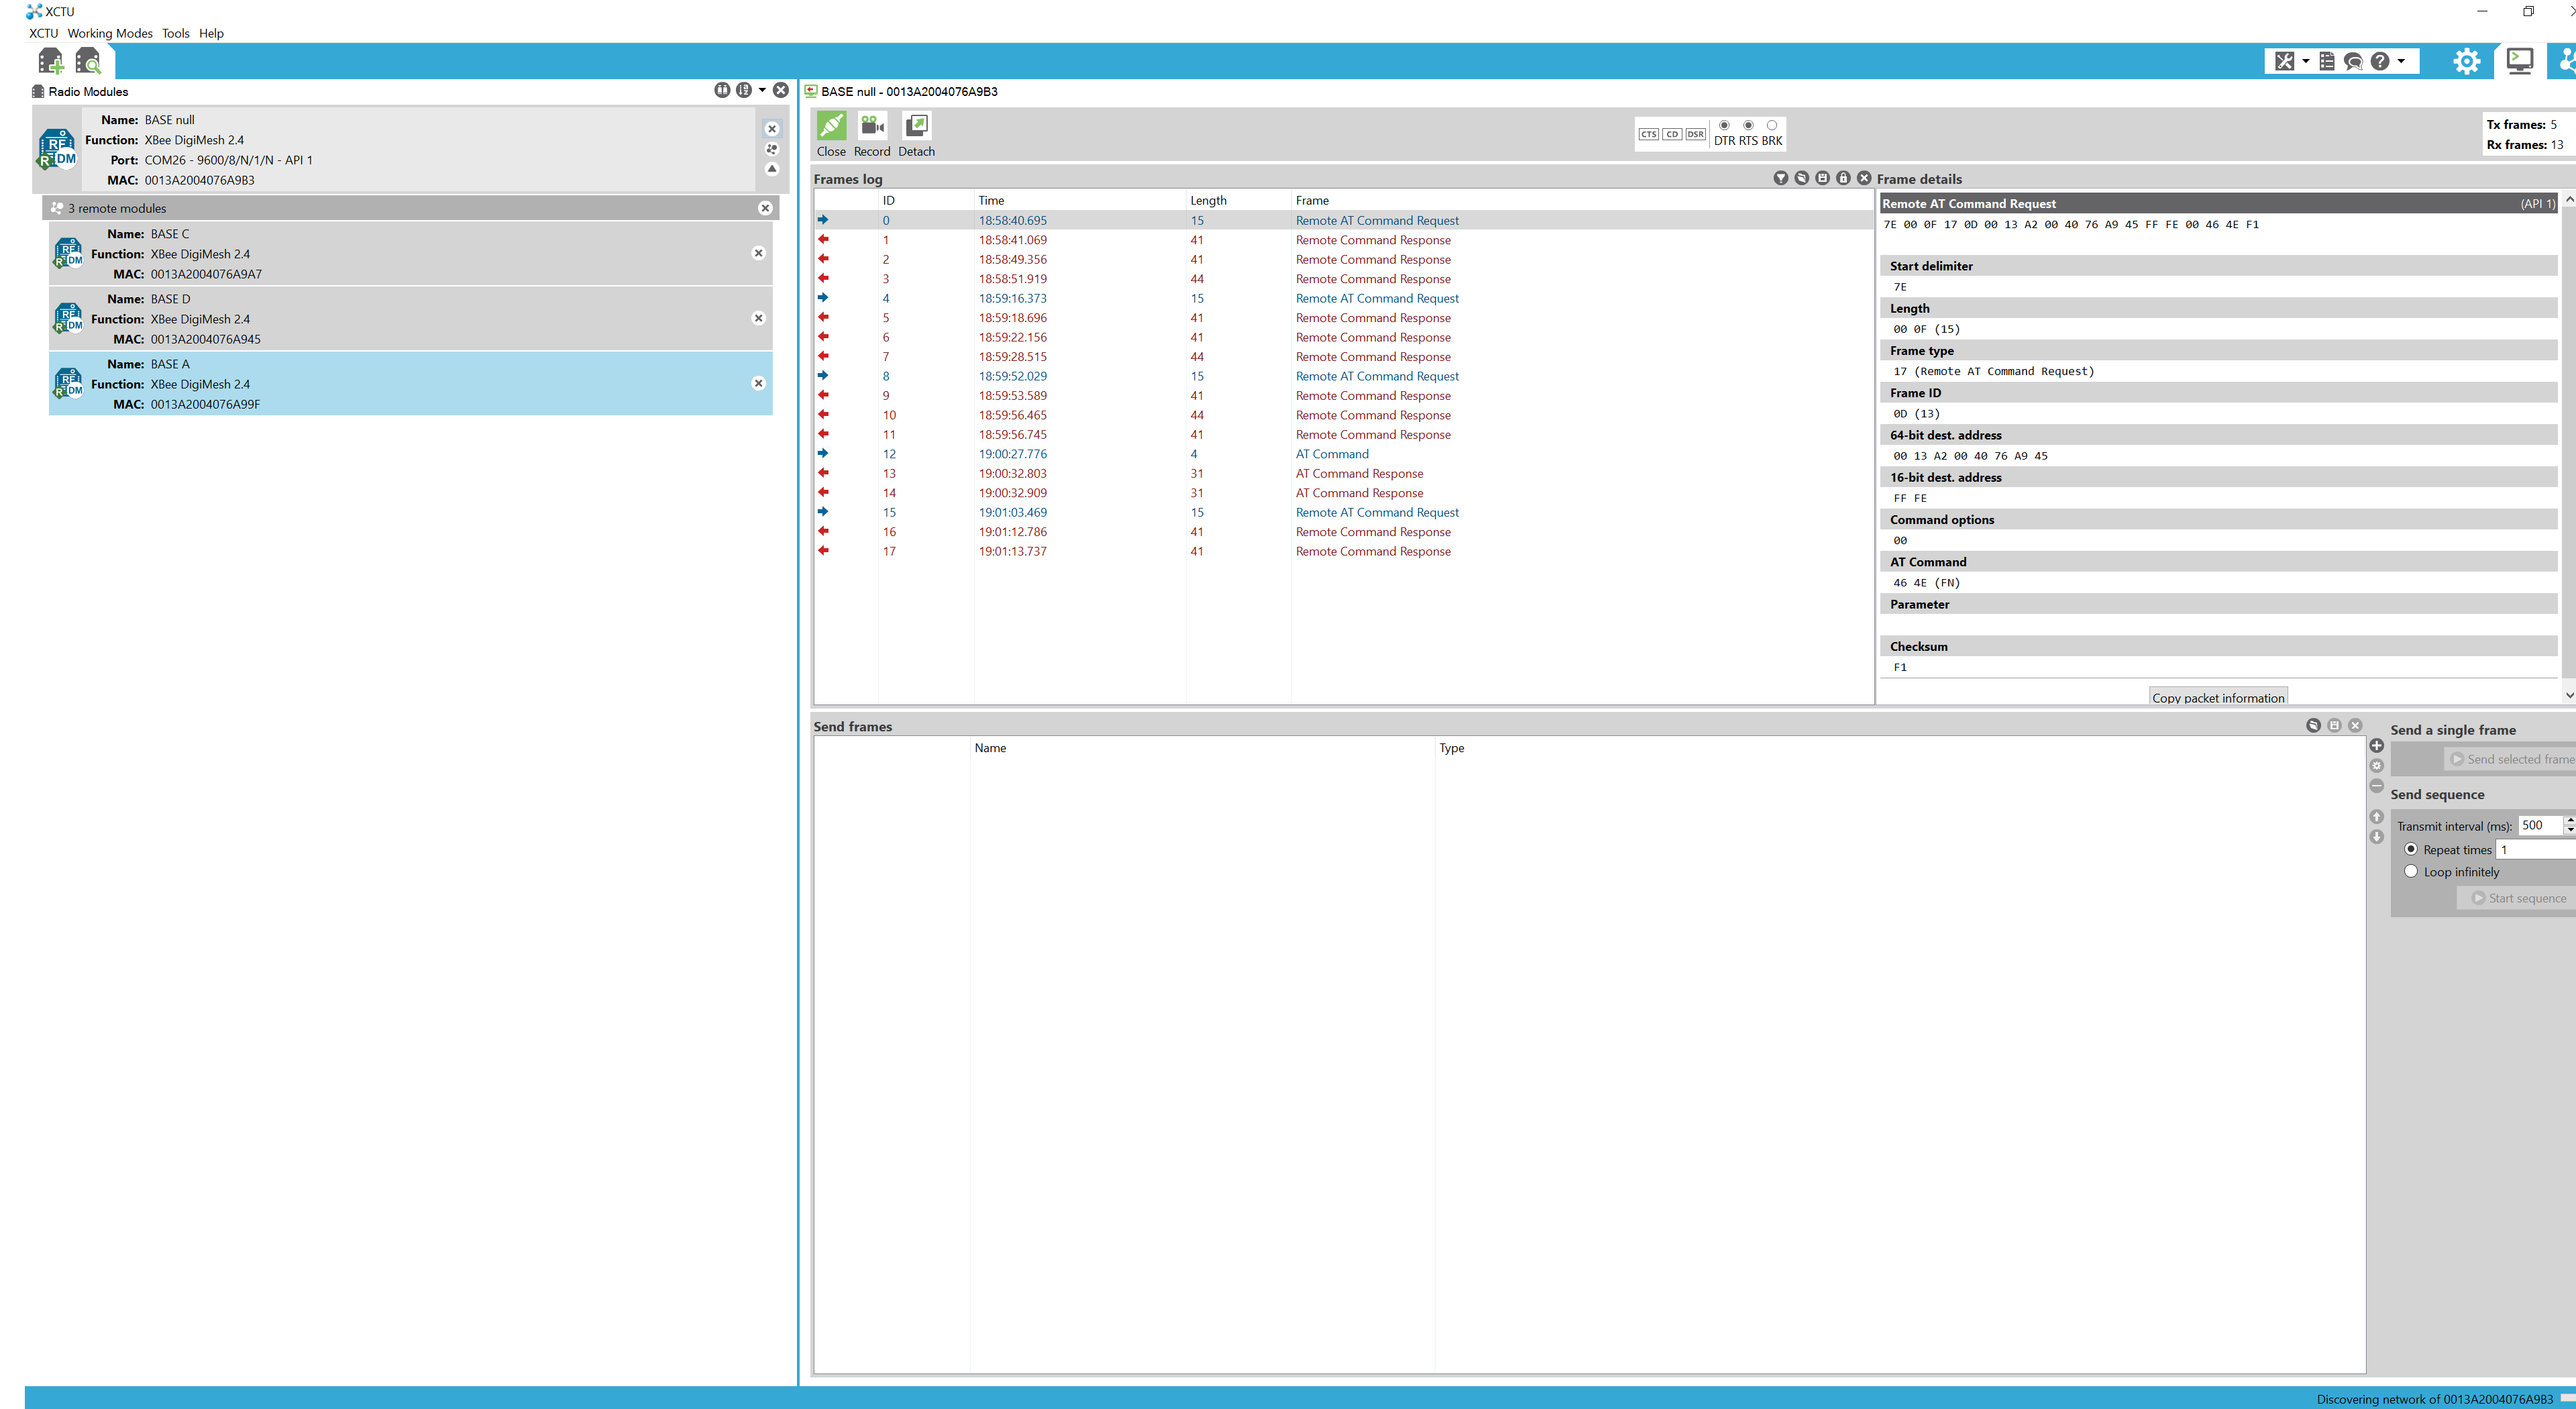 XCTU
XCTU Working Modes Tools Help
Radio Modules
Name: BASE null
Function: XBee DigiMesh 2.4
Port: COM26 - 9600/8/N/1/N - API 1
MAC: 0013A2004076A9B3
3 remote modules
Name: BASE C
Function: XBee DigiMesh 2.4
MAC: 0013A2004076A9A7
Name: BASE D
Function: XBee DigiMesh 2.4
MAC: 0013A2004076A945
Name: BASE A
Function: XBee DigiMesh 2.4
MAC: 0013A2004076A99F
BASE null - 0013A2004076A9B3
Close Record Detach
CTS CD DSR DTR RTS BRK
Tx frames: 5
Rx frames: 13
Frames log
ID Time Length Frame
0 18:58:40.695 15 Remote AT Command Request
1 18:58:41.069 41 Remote Command Response
2 18:58:49.356 41 Remote Command Response
3 18:58:51.919 44 Remote Command Response
4 18:59:16.373 15 Remote AT Command Request
5 18:59:18.696 41 Remote Command Response
6 18:59:22.156 41 Remote Command Response
7 18:59:28.515 44 Remote Command Response
8 18:59:52.029 15 Remote AT Command Request
9 18:59:53.589 41 Remote Command Response
10 18:59:56.465 44 Remote Command Response
11 18:59:56.745 41 Remote Command Response
12 19:00:27.776 4 AT Command
13 19:00:32.803 31 AT Command Response
14 19:00:32.909 31 AT Command Response
15 19:01:03.469 15 Remote AT Command Request
16 19:01:12.786 41 Remote Command Response
17 19:01:13.737 41 Remote Command Response
Frame details
Remote AT Command Request (API 1)
7E 00 0F 17 0D 00 13 A2 00 40 76 A9 45 FF FE 00 46 4E F1
Start delimiter
7E
Length
00 0F (15)
Frame type
17 (Remote AT Command Request)
Frame ID
0D (13)
64-bit dest. address
00 13 A2 00 40 76 A9 45
16-bit dest. address
FF FE
Command options
00
AT Command
46 4E (FN)
Parameter
Checksum
F1
Copy packet information
Send frames
Name Type
Send a single frame
Send selected frame
Send sequence
Transmit interval (ms): 500
Repeat times 1
Loop infinitely
Start sequence
Discovering network of 0013A2004076A9B3